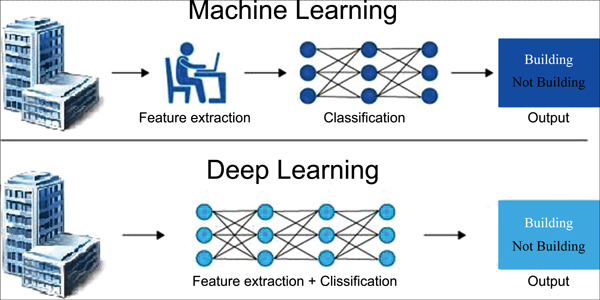 Machine Learning
Building
Not Building
Feature extraction
Classification
Output
Deep Learning
Building
Not Building
Feature extraction + Clissification
Output